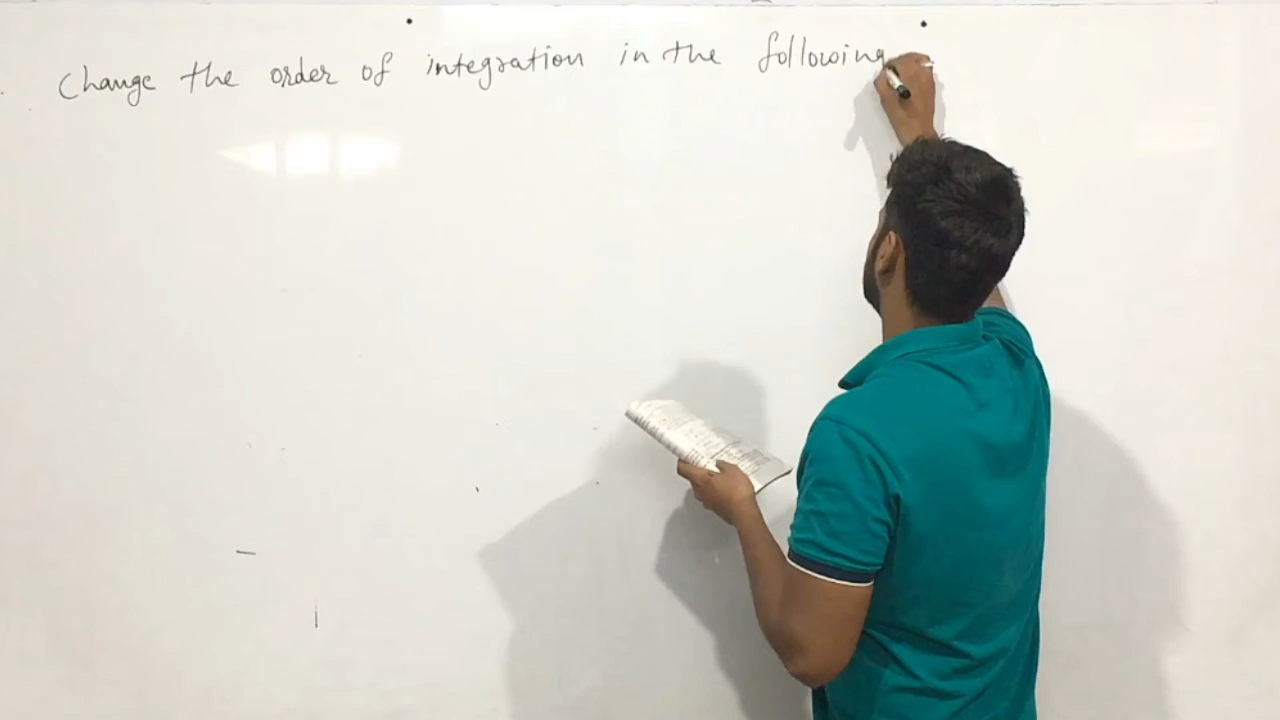 Change the order of integration in the following